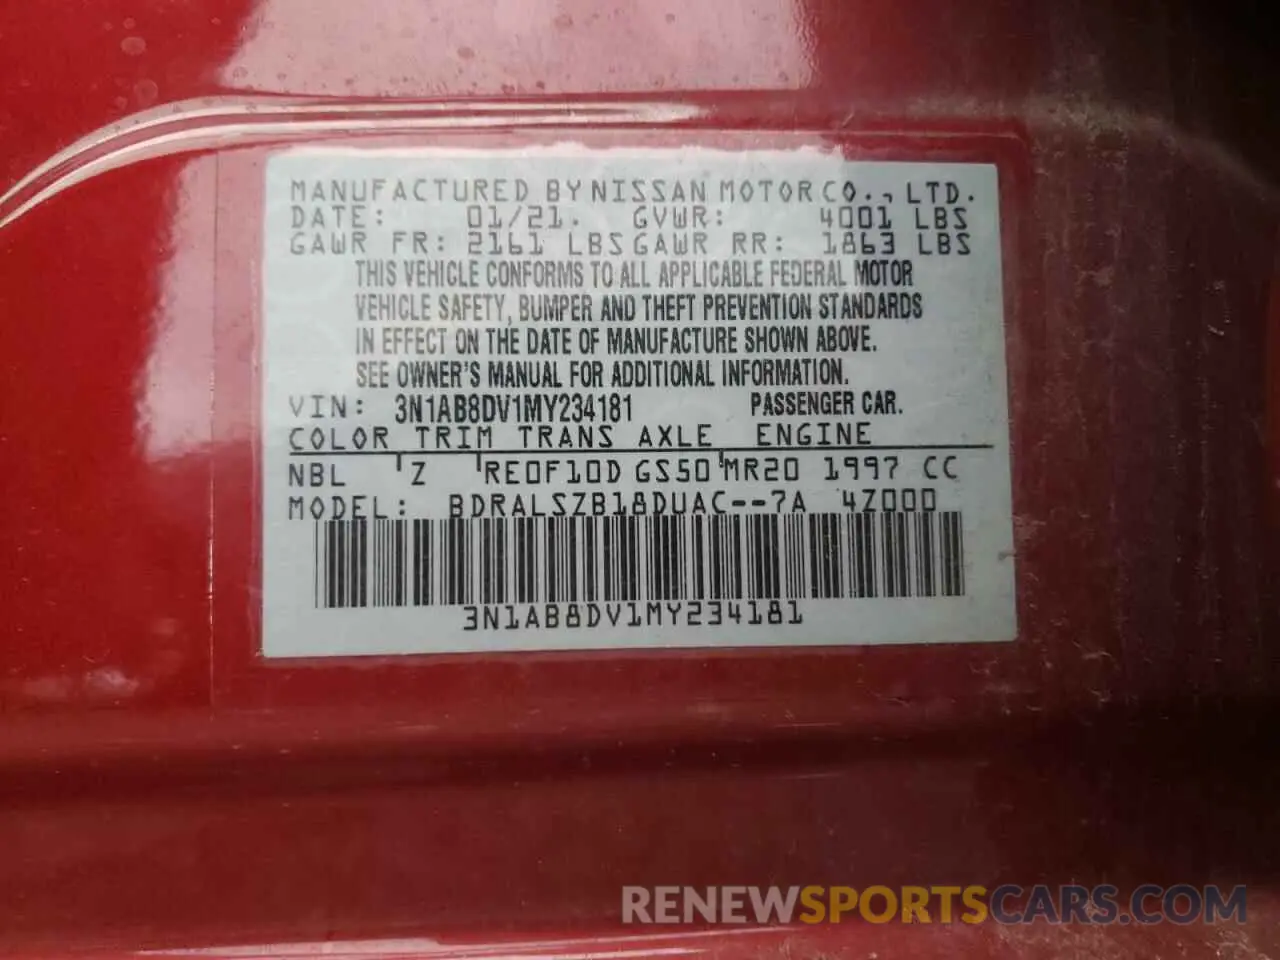 MANUFACTURED BY NISSAN MOTOR CO., LTD.
DATE: 01/21. GVWR: 4001 LBS
GAWR FR: 2161 LBS GAWR RR: 1863 LBS
THIS VEHICLE CONFORMS TO ALL APPLICABLE FEDERAL MOTOR
VEHICLE SAFETY, BUMPER AND THEFT PREVENTION STANDARDS
IN EFFECT ON THE DATE OF MANUFACTURE SHOWN ABOVE.
SEE OWNER'S MANUAL FOR ADDITIONAL INFORMATION.
VIN: 3N1AB8DV1MY234181 PASSENGER CAR.
COLOR TRIM TRANS AXLE ENGINE
NBL Z RE0F10D GS50 MR20 1997 CC
MODEL: BDRALSZB18DUAC--7A 4Z000
3N1AB8DV1MY234181
RENEWSPORTSCARS.COM